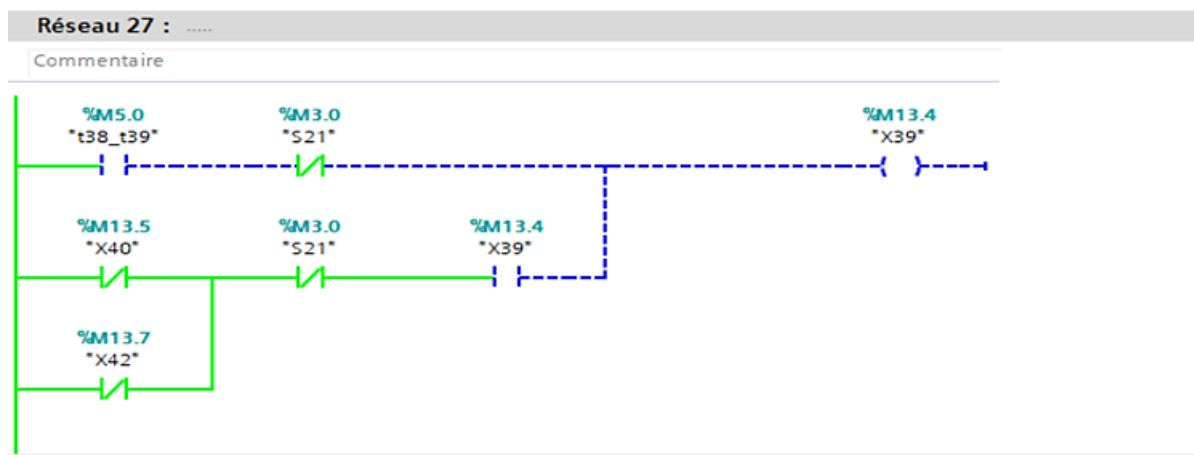 Réseau 27 : .....
Commentaire
%M5.0 %M3.0 %M13.4
"t38_t39" "S21" "X39"
%M13.5 %M3.0 %M13.4
"X40" "S21" "X39"
%M13.7
"X42"